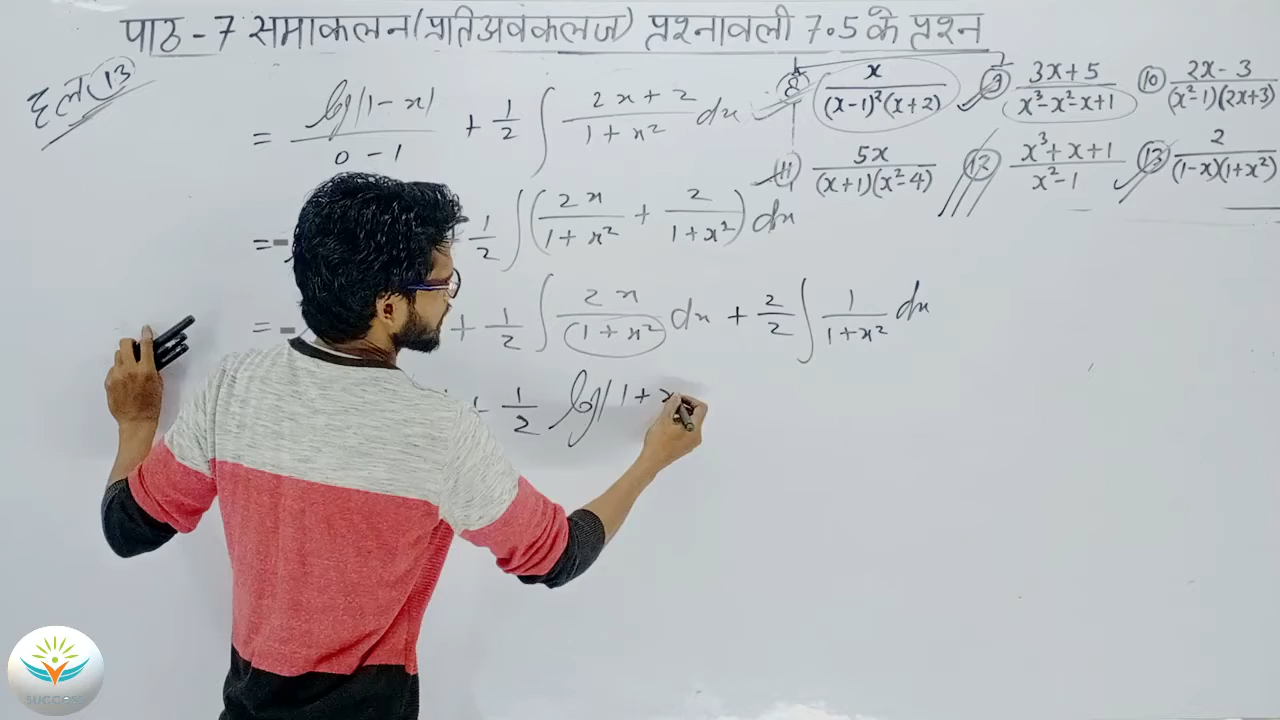 पाठ - 7 समाकलन (प्रतिअवकलज) प्रश्नावली 7.5 के प्रश्न
हल (13)
= log|1 - x| / 0 - 1 + 1/2 ∫ 2x + 2 / 1 + x² dx
= - + 1/2 ∫ (2x / 1 + x² + 2 / 1 + x²) dx
= - + 1/2 ∫ 2x / (1 + x²) dx + 2/2 ∫ 1 / 1 + x² dx
+ 1/2 log| 1 + x
(8) x / (x-1)²(x+2) (9) 3x + 5 / x³ - x² - x + 1 (10) 2x - 3 / (x² - 1)(2x + 3)
(11) 5x / (x+1)(x² - 4) (12) x³ + x + 1 / x² - 1 (13) 2 / (1-x)(1+x²)
SUCCESS